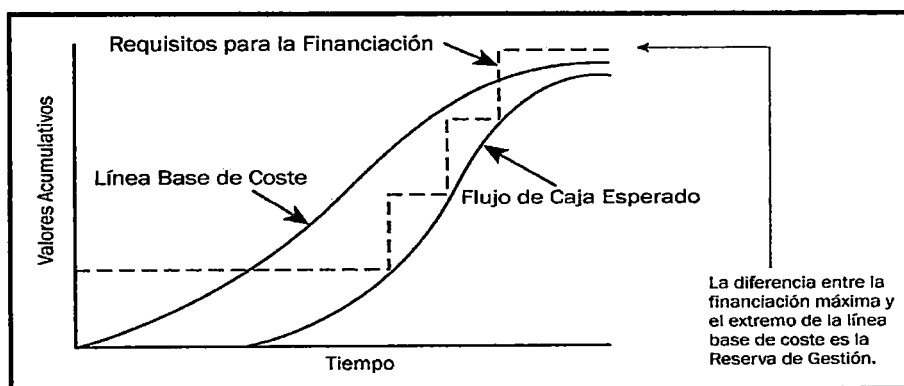 Requisitos para la Financiación
Valores Acumulativos
Línea Base de Coste
Flujo de Caja Esperado
Tiempo
La diferencia entre la
financiación máxima y
el extremo de la línea
base de coste es la
Reserva de Gestión.